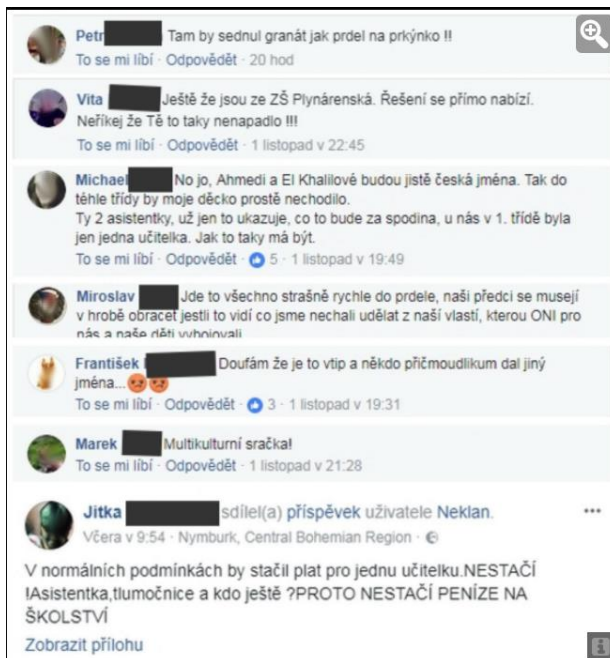 Petr Tam by sednul granát jak prdel na prkýnko !!
To se mi líbí · Odpovědět · 20 hod
Vita Ještě že jsou ze ZŠ Plynárenská. Řešení se přímo nabízí.
Neříkej že Tě to taky nenapadlo !!!
To se mi líbí · Odpovědět · 1 listopad v 22:45
Michael No jo, Ahmedi a El Khalilové budou jistě česká jména. Tak do
téhle třídy by moje děcko prostě nechodilo.
Ty 2 asistentky, už jen to ukazuje, co to bude za spodina, u nás v 1. třídě byla
jen jedna učitelka. Jak to taky má být.
To se mi líbí · Odpovědět · 5 · 1 listopad v 19:49
Miroslav Jde to všechno strašně rychle do prdele, naši předci se musejí
v hrobě obracet jestli to vidí co jsme nechali udělat z naší vlastí, kterou ONI pro
nás a naše děti vybojovali
František Doufám že je to vtip a někdo přičmoudlikum dal jiný
jména...
To se mi líbí · Odpovědět · 3 · 1 listopad v 19:31
Marek Multikulturní sračka!
To se mi líbí · Odpovědět · 1 listopad v 21:28
Jitka sdílel(a) příspěvek uživatele Neklan.
Včera v 9:54 · Nymburk, Central Bohemian Region ·
V normálních podmínkách by stačil plat pro jednu učitelku.NESTAČÍ
!Asistentka,tlumočnice a kdo ještě ?PROTO NESTAČÍ PENÍZE NA
ŠKOLSTVÍ
Zobrazit přílohu